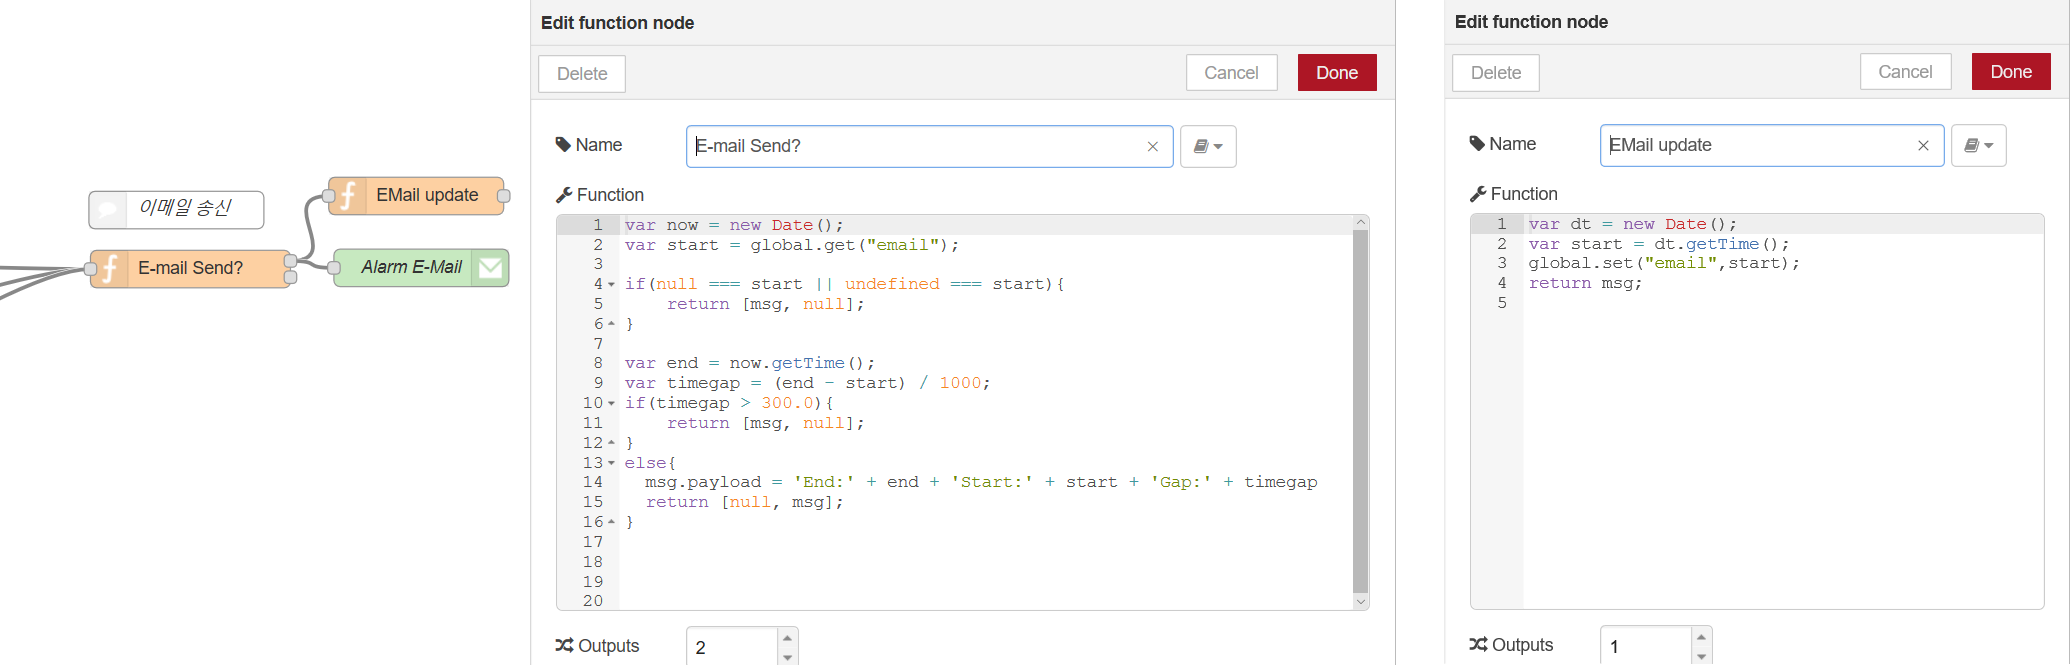 이메일 송신
EMail update
E-mail Send?
Alarm E-Mail
Edit function node
Delete
Cancel
Done
Name
E-mail Send?
Function
1 var now = new Date();
2 var start = global.get("email");
3
4 if(null === start || undefined === start){
5 return [msg, null];
6 }
7
8 var end = now.getTime();
9 var timegap = (end - start) / 1000;
10 if(timegap > 300.0){
11 return [msg, null];
12 }
13 else{
14 msg.payload = 'End:' + end + 'Start:' + start + 'Gap:' + timegap
15 return [null, msg];
16 }
17
18
19
20
Outputs
2
Edit function node
Delete
Cancel
Done
Name
EMail update
Function
1 var dt = new Date();
2 var start = dt.getTime();
3 global.set("email",start);
4 return msg;
5
Outputs
1